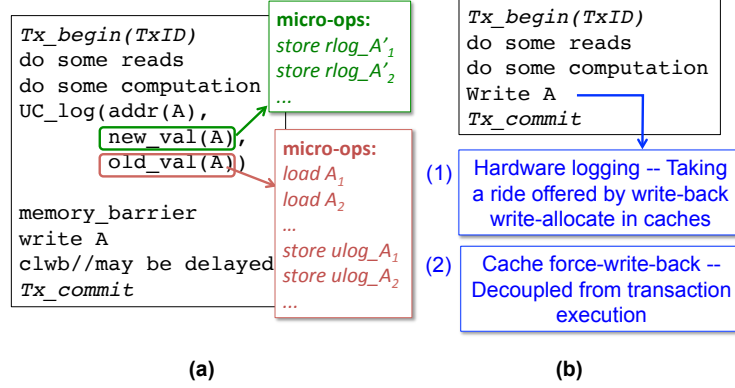 Tx_begin(TxID)
do some reads
do some computation
UC_log(addr(A),
new_val(A),
old_val(A))
memory_barrier
write A
clwb//may be delayed
Tx_commit
micro-ops:
store rlog_A’1
store rlog_A’2
...
micro-ops:
load A1
load A2
...
store ulog_A1
store ulog_A2
...
(a)
Tx_begin(TxID)
do some reads
do some computation
Write A
Tx_commit
(1)
Hardware logging -- Taking
a ride offered by write-back
write-allocate in caches
(2)
Cache force-write-back --
Decoupled from transaction
execution
(b)